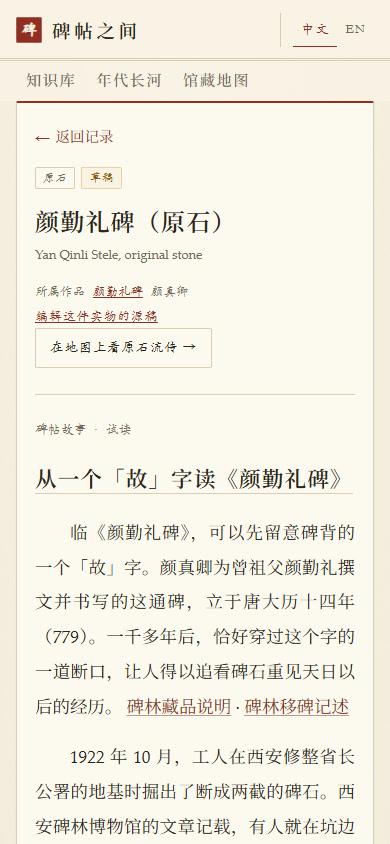 碑 碑帖之间 中文 EN
知识库 年代长河 馆藏地图
← 返回记录
原石 草稿
颜勤礼碑（原石）
Yan Qinli Stele, original stone
所属作品 颜勤礼碑 颜真卿
编辑这件实物的源稿
在地图上看原石流传 →
碑帖故事 · 试读
从一个「故」字读《颜勤礼碑》
临《颜勤礼碑》，可以先留意碑背的
一个「故」字。颜真卿为曾祖父颜勤礼撰
文并书写的这通碑，立于唐大历十四年
（779）。一千多年后，恰好穿过这个字的
一道断口，让人得以追看碑石重见天日以
后的经历。 碑林藏品说明 · 碑林移碑记述
1922 年 10 月，工人在西安修整省长
公署的地基时掘出了断成两截的碑石。西
安碑林博物馆的文章记载，有人就在坑边